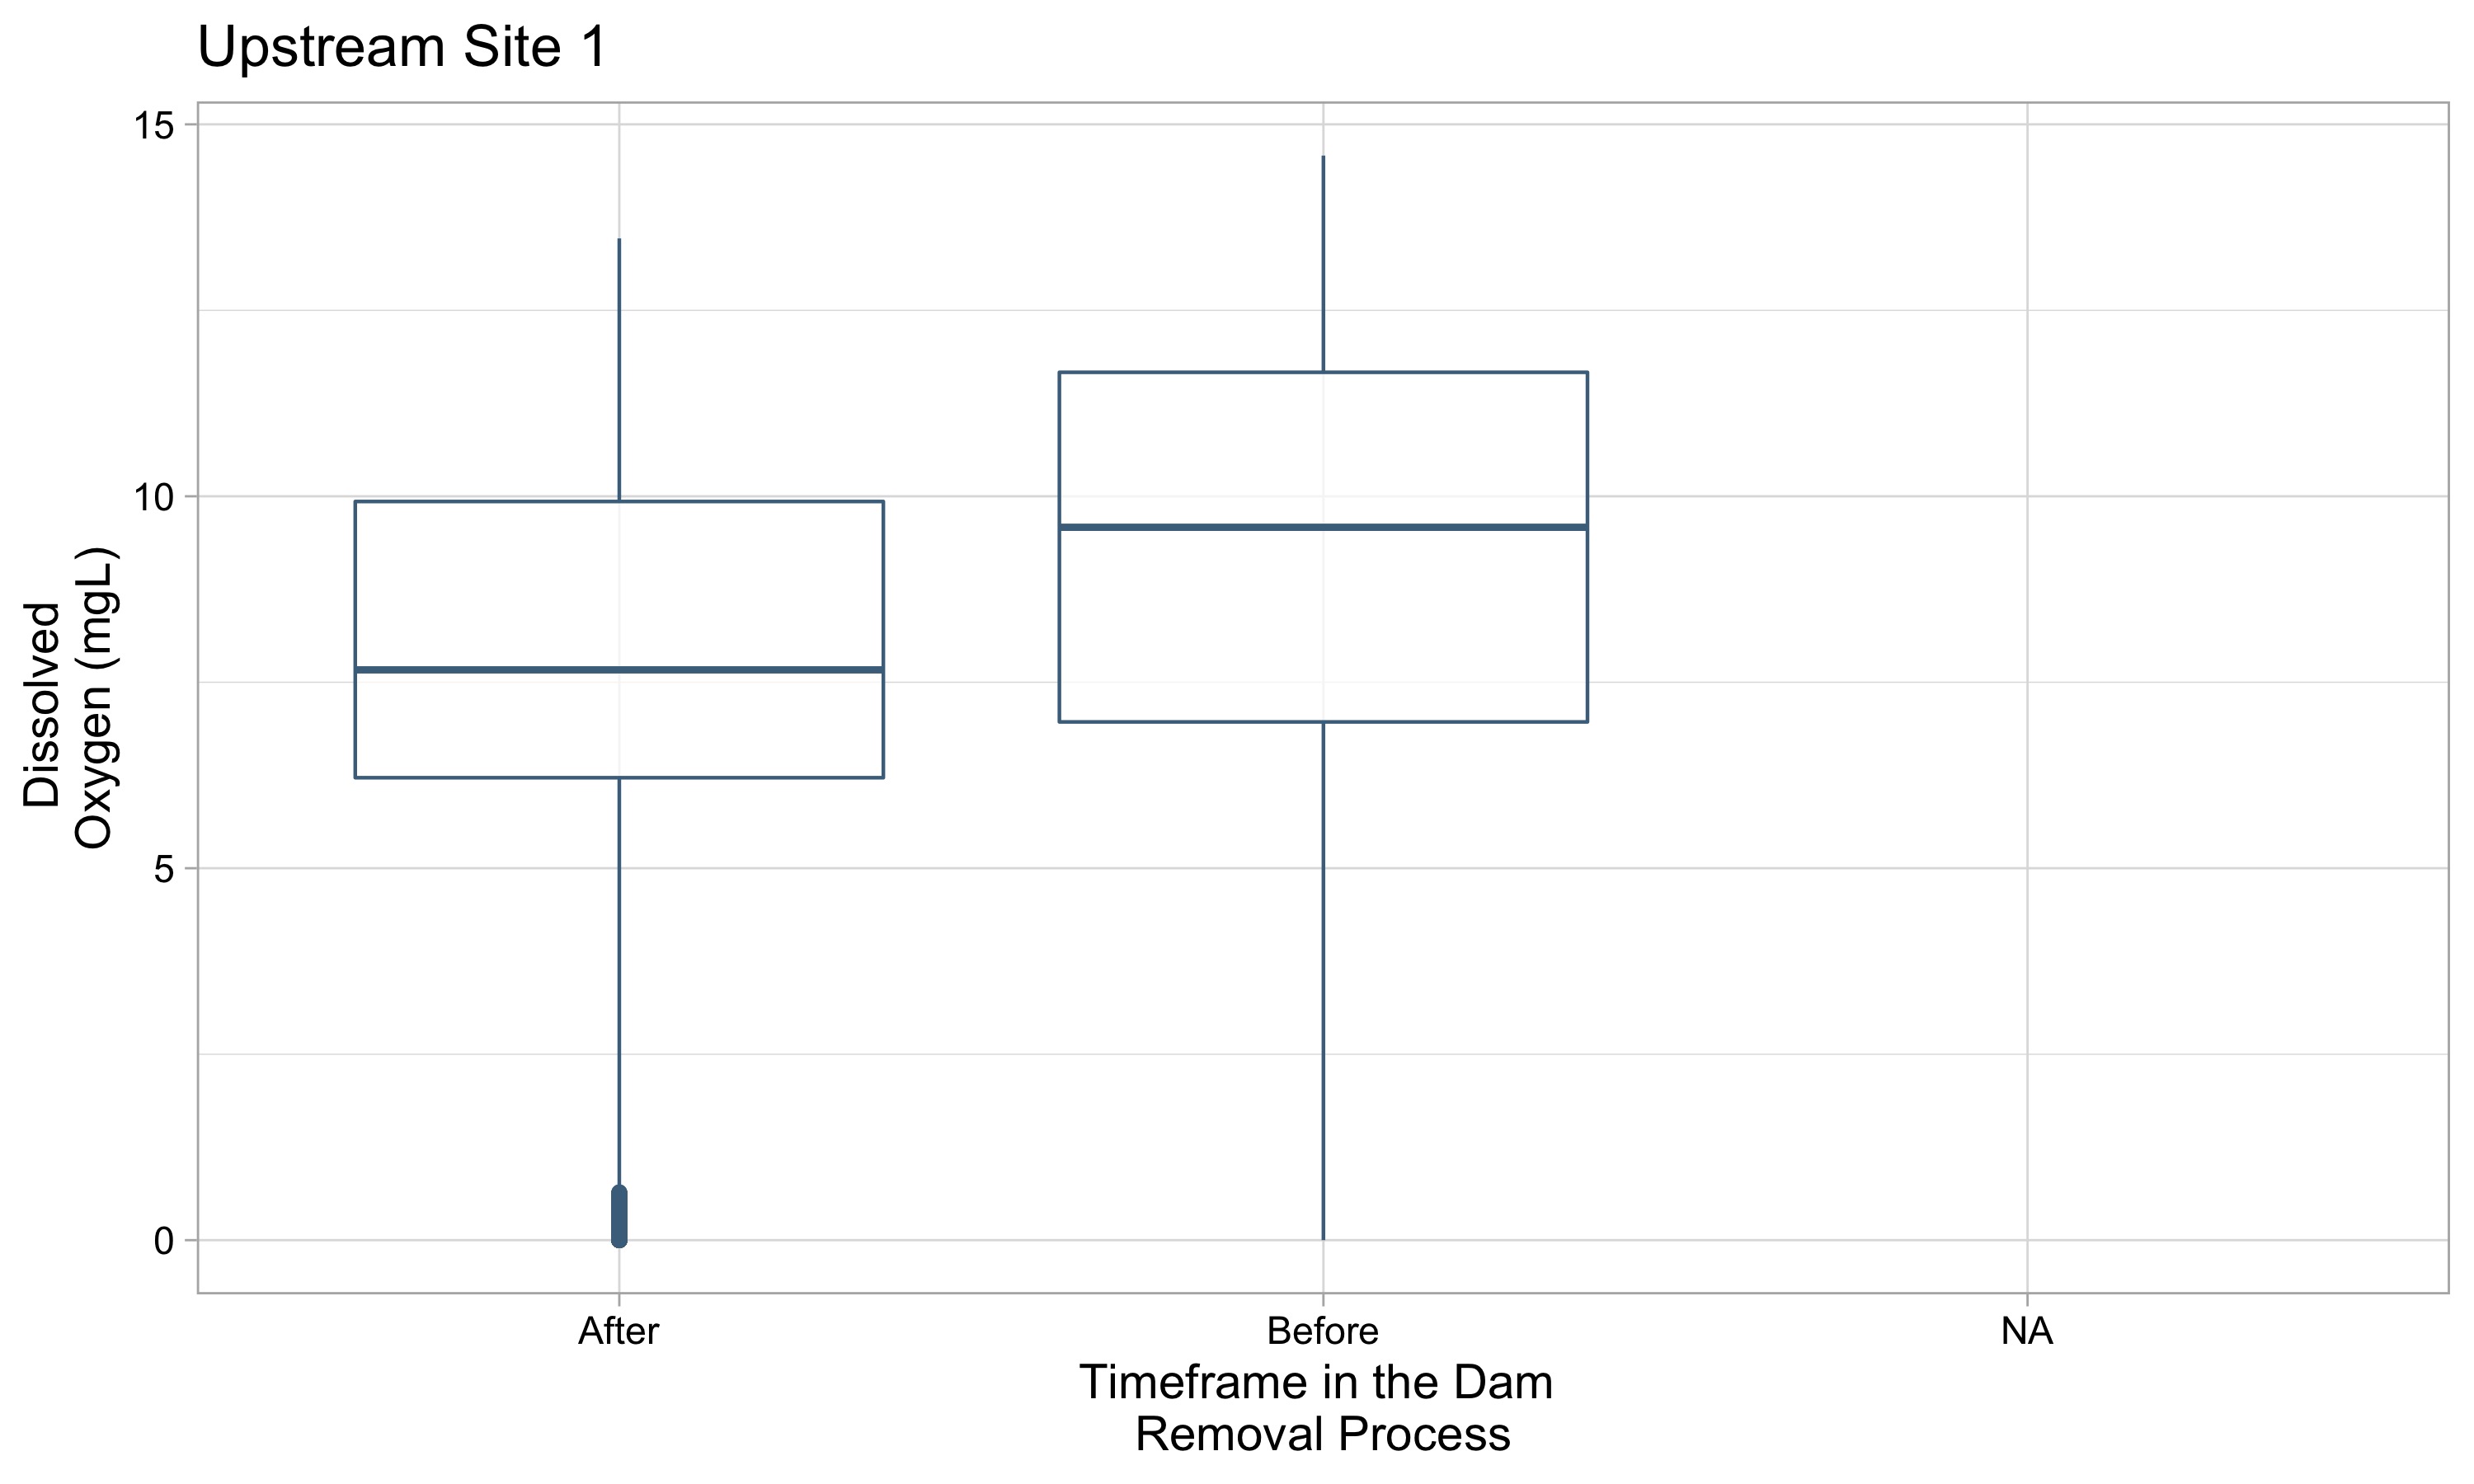 Upstream Site 1
15
10
5
0
Dissolved
Oxygen (mgL)
After
Before
NA
Timeframe in the Dam
Removal Process